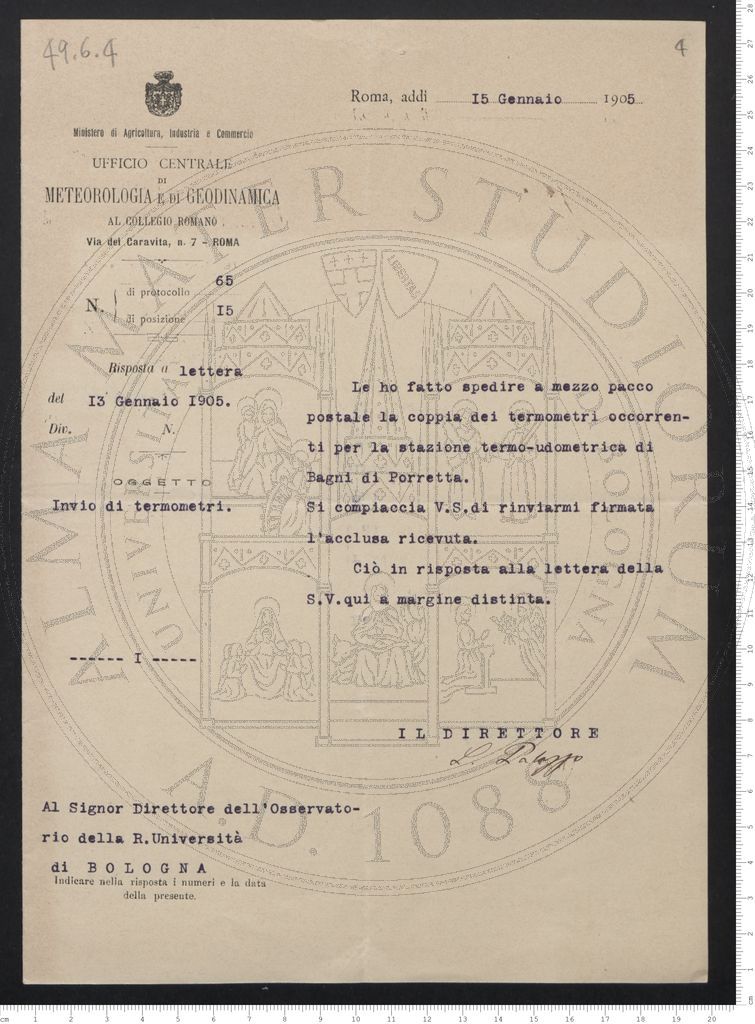 49.6.4
4
Roma, addì 15 Gennaio 1905
Ministero di Agricoltura, Industria e Commercio
UFFICIO CENTRALE
DI
METEOROLOGIA E DI GEODINAMICA
AL COLLEGIO ROMANO
Via del Caravita, n. 7 - ROMA
N. di protocollo 65
di posizione 15
Risposta a lettera
del 13 Gennaio 1905.
Div. N.
OGGETTO
Invio di termometri.
------ I -----
Le ho fatto spedire a mezzo pacco
postale la coppia dei termometri occorren-
ti per la stazione termo-udometrica di
Bagni di Porretta.
Si compiaccia V.S.di rinviarmi firmata
l'acclusa ricevuta.
Ciò in risposta alla lettera della
S.V.qui a margine distinta.
IL DIRETTORE
L. Palazzo
Al Signor Direttore dell'Osservato-
rio della R.Università
di BOLOGNA
Indicare nella risposta i numeri e la data
della presente.
ALMA MATER STUDIORUM
A.D. 1088